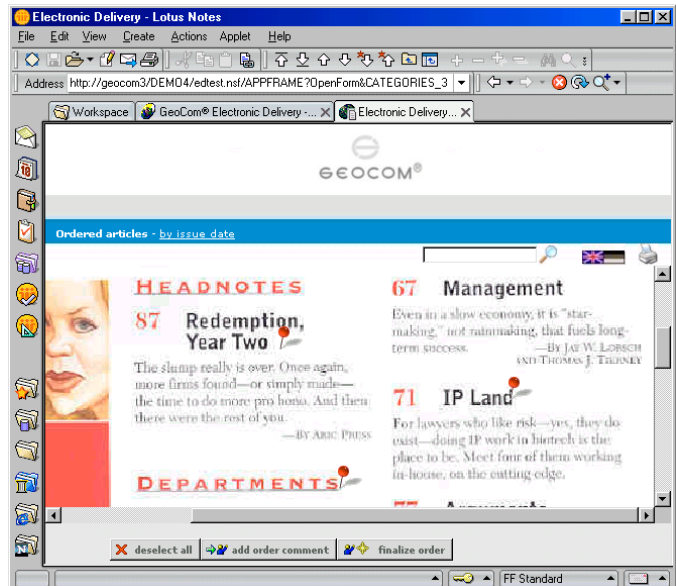 Electronic Delivery - Lotus Notes
File Edit View Create Actions Applet Help
Address http://geocom3/DEMO4/edtest.nsf/APPFRAME?OpenForm&CATEGORIES_3
Workspace GeoCom® Electronic Delivery -... Electronic Delivery...
GEOCOM®
Ordered articles - by issue date
HEADNOTES
87 Redemption,
Year Two
The slump really is over. Once again,
more firms found—or simply made—
the time to do more pro bono. And then
there were the rest of you.
—BY ARIC PRESS
DEPARTMENTS
67 Management
Even in a slow economy, it is "star-
making," not rainmaking, that fuels long-
term success. —BY JAY W. LORSCH
AND THOMAS J. TIERNEY
71 IP Land
For lawyers who like risk—yes, they do
exist—doing IP work in biotech is the
place to be. Meet four of them working
in-house, on the cutting edge.
deselect all add order comment finalize order
FF Standard